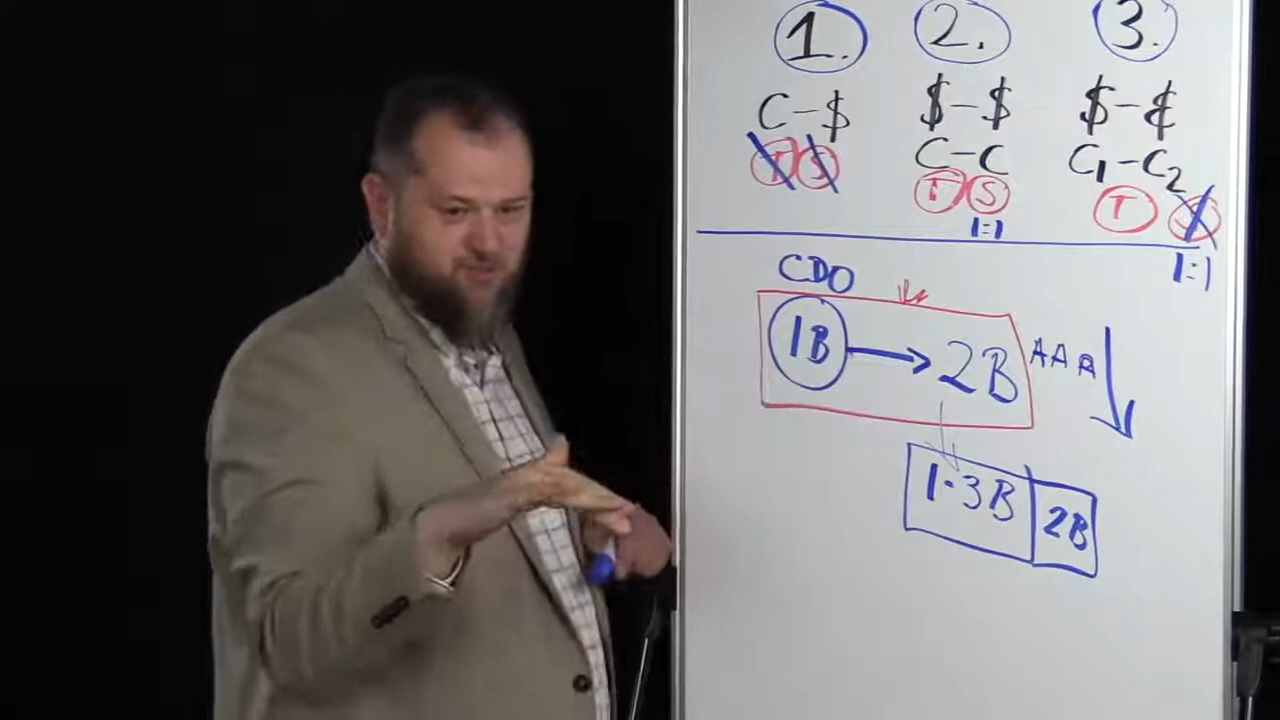 1. 2. 3.
C-$ $-$ $-¢
T S C-C C₁-C₂
T S T S
1:1
1:1
CDO
1B → 2B AAA
1.3B 2B